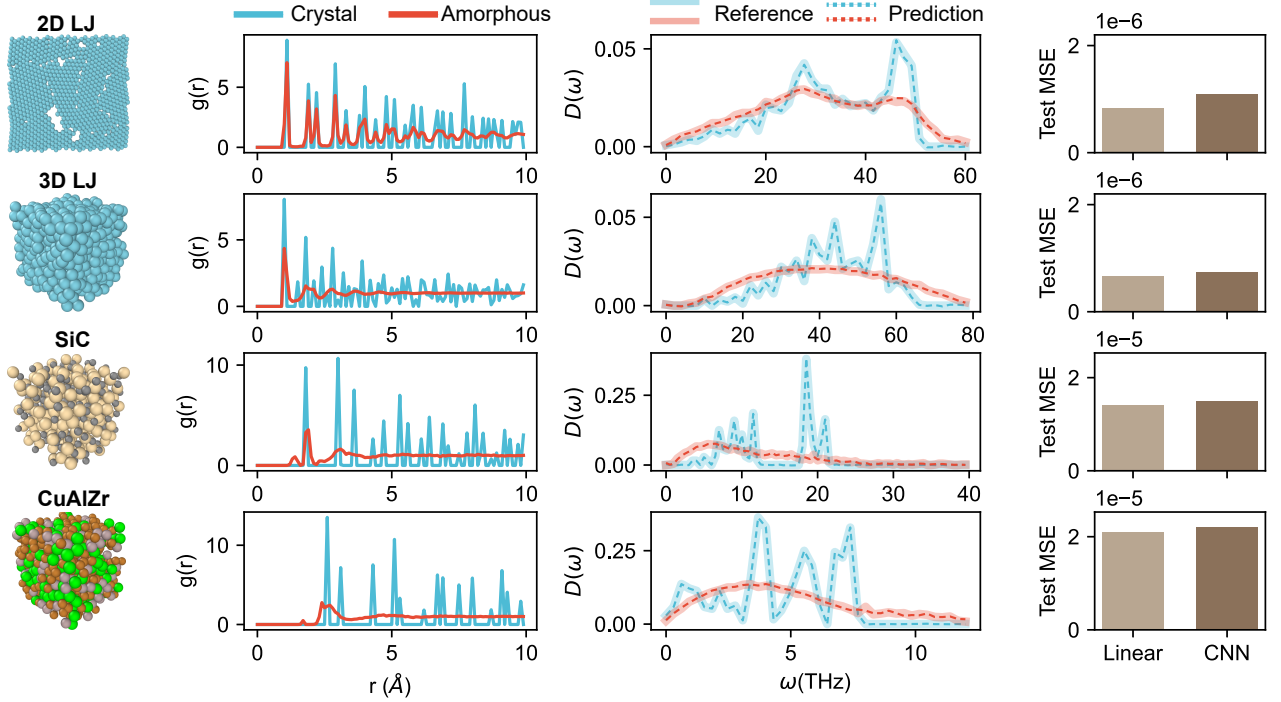 Crystal Amorphous Reference Prediction
2D LJ
g(r)
5
0
0 5 10
D(ω)
0.05
0.00
0 20 40 60
1e−6
Test MSE
2
0
3D LJ
g(r)
5
0
0 5 10
D(ω)
0.05
0.00
0 20 40 60 80
1e−6
Test MSE
2
0
SiC
g(r)
10
0
0 5 10
D(ω)
0.25
0.00
0 10 20 30 40
1e−5
Test MSE
2
0
CuAlZr
g(r)
10
0
0 5 10
r (Å)
D(ω)
0.25
0.00
0 5 10
ω(THz)
1e−5
Test MSE
2
0
Linear CNN